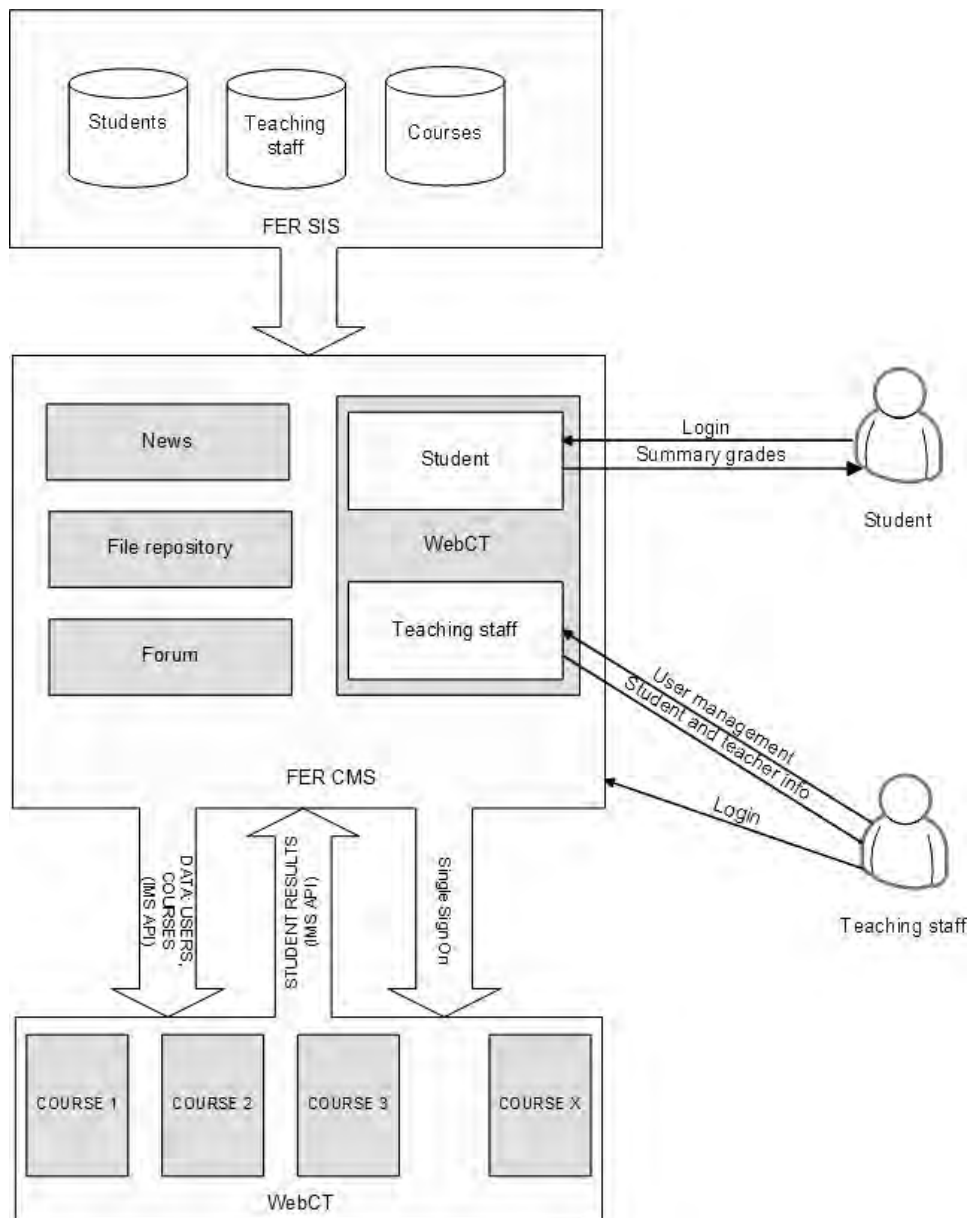 Students
Teaching
staff
Courses
FER SIS
News
File repository
Forum
Student
WebCT
Teaching staff
Login
Summary grades
Student
User management
Student and teacher info
Login
Teaching staff
FER CMS
DATA: USERS,
COURSES
(IMS API)
STUDENT RESULTS
(IMS API)
Single Sign On
COURSE 1
COURSE 2
COURSE 3
COURSE X
WebCT